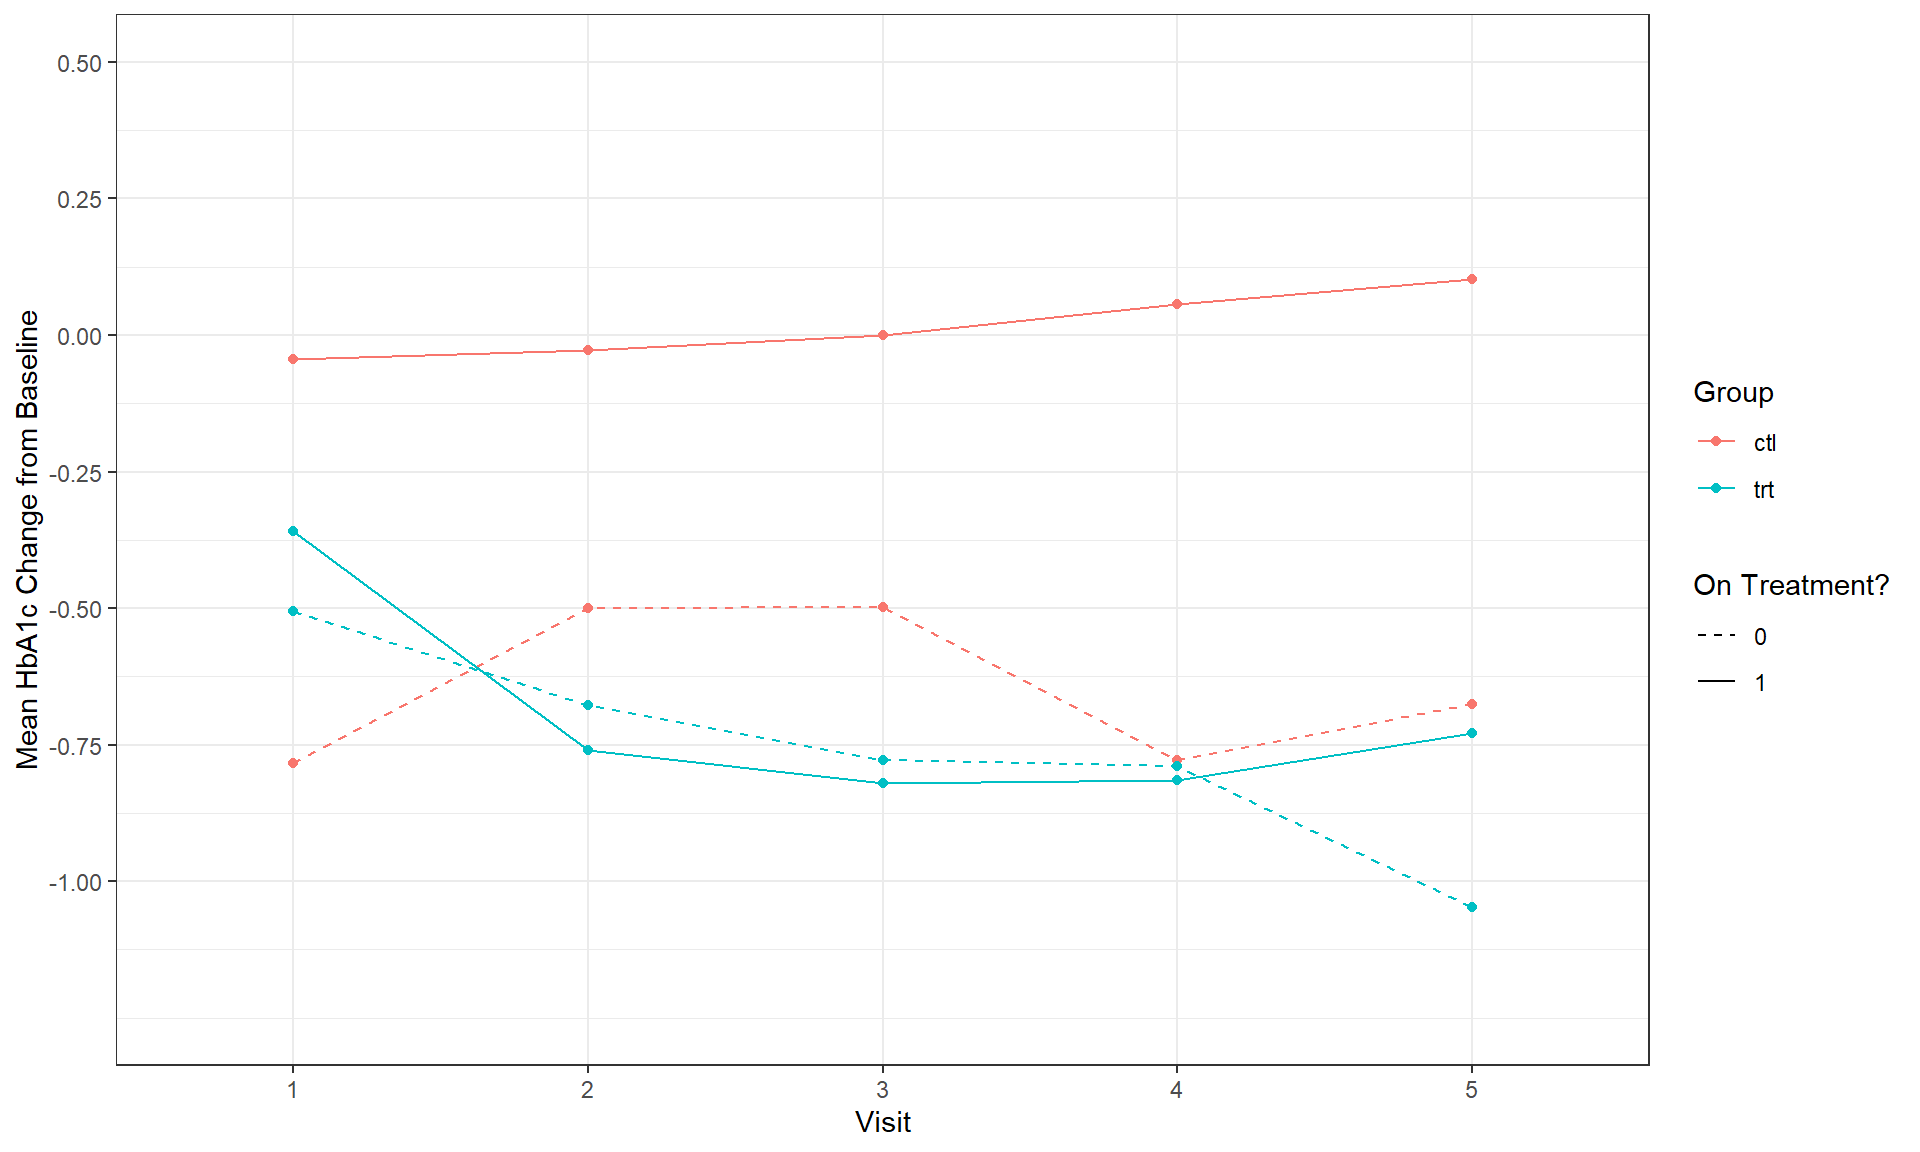 0.50
0.25
0.00
-0.25
-0.50
-0.75
-1.00
Mean HbA1c Change from Baseline
1 2 3 4 5
Visit
Group
ctl
trt
On Treatment?
0
1